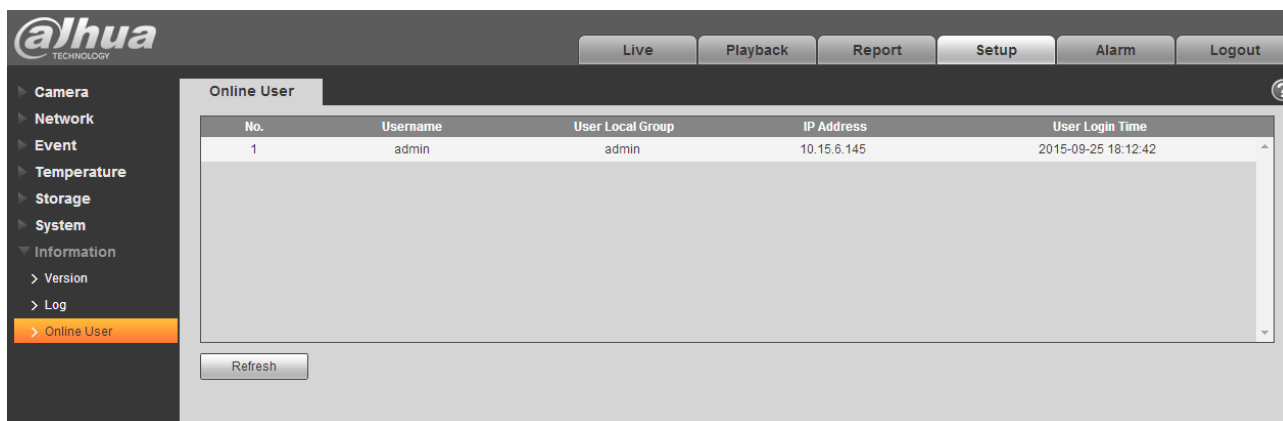 alhua
TECHNOLOGY
Live Playback Report Setup Alarm Logout
Camera
Network
Event
Temperature
Storage
System
Information
> Version
> Log
> Online User
Online User
No. Username User Local Group IP Address User Login Time
1 admin admin 10.15.6.145 2015-09-25 18:12:42
Refresh